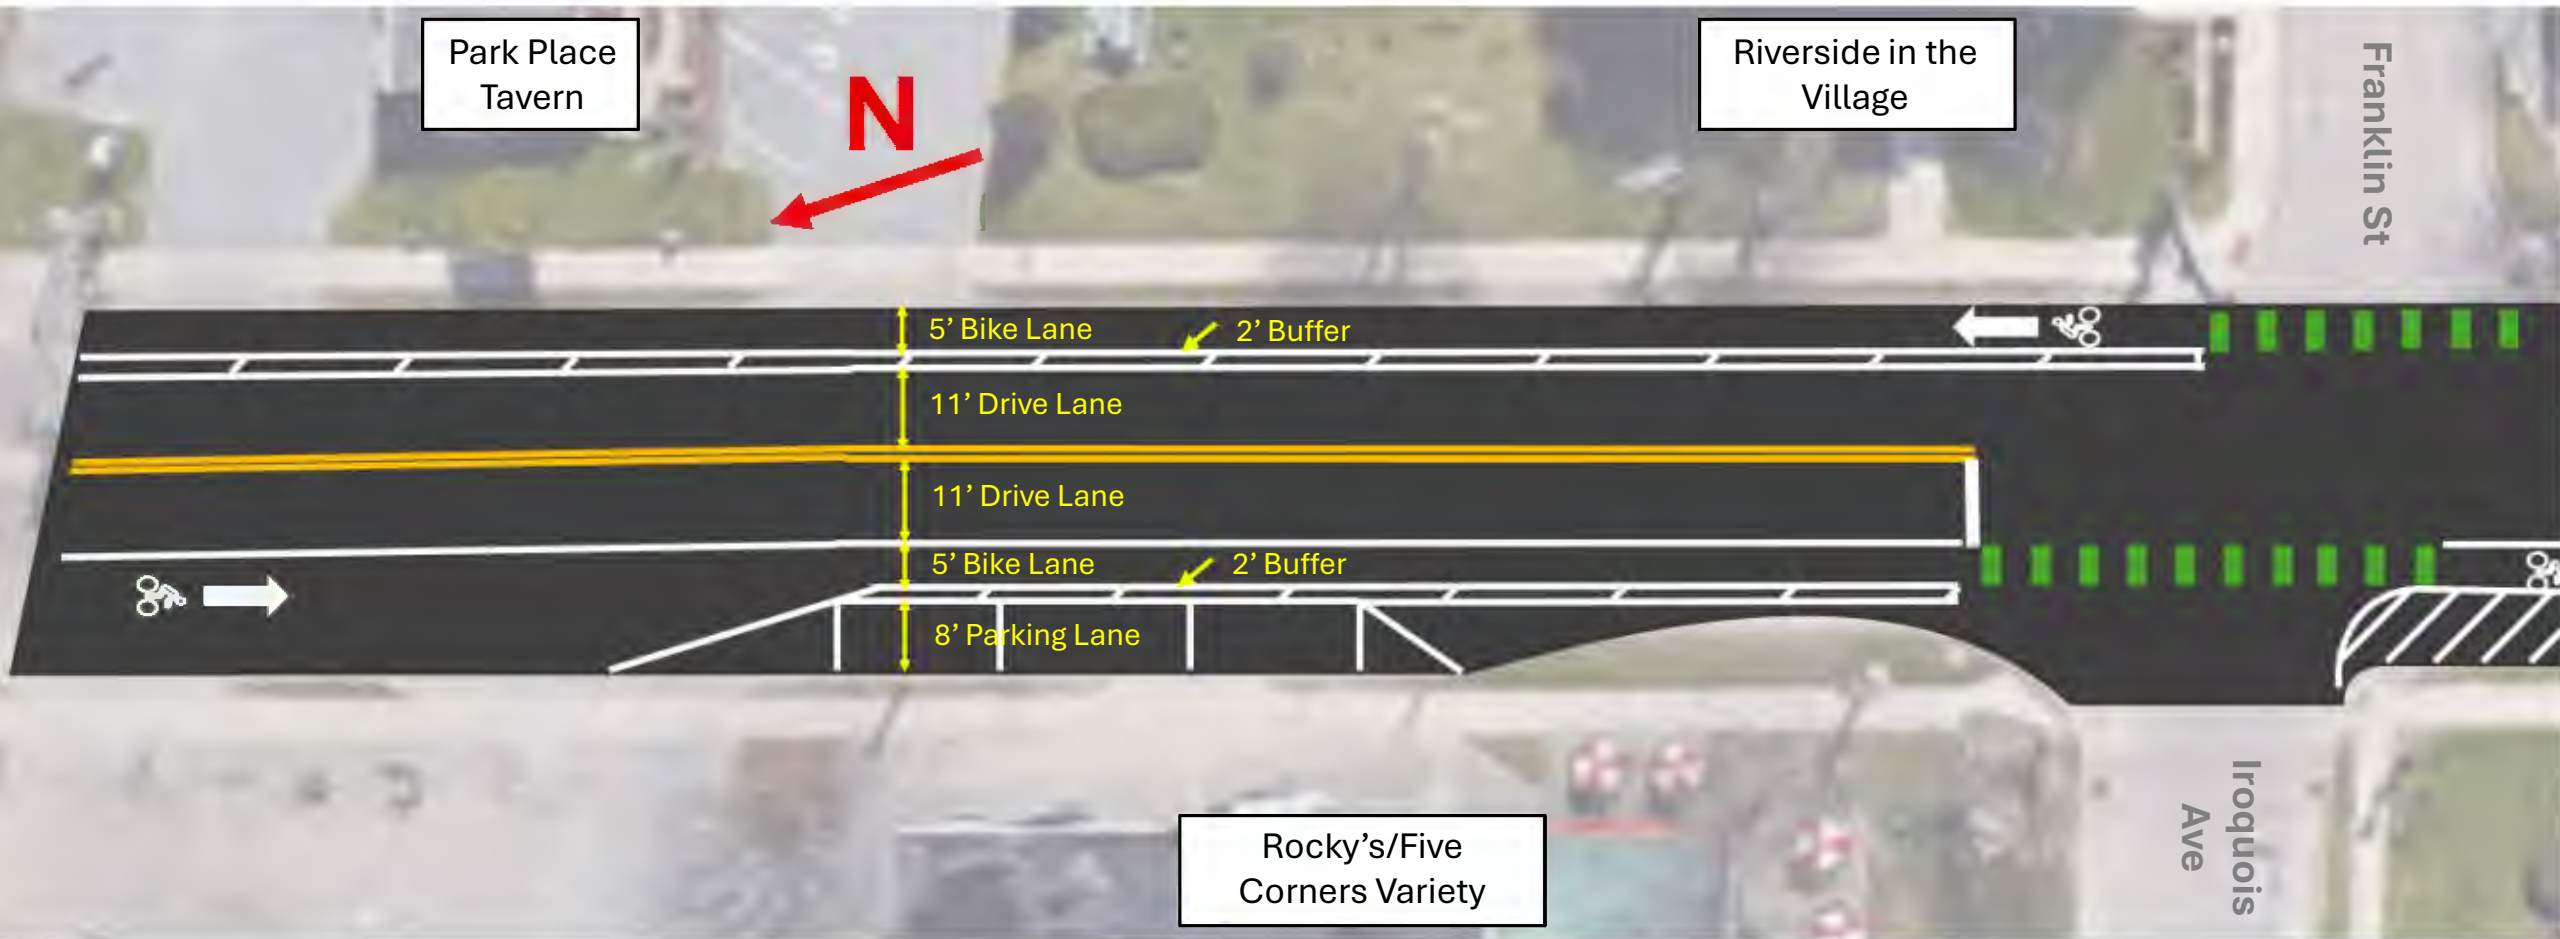 Park Place
Tavern
N
Riverside in the
Village
Franklin St
5’ Bike Lane
2’ Buffer
11’ Drive Lane
11’ Drive Lane
5’ Bike Lane
2’ Buffer
8’ Parking Lane
Rocky’s/Five
Corners Variety
Iroquois
Ave